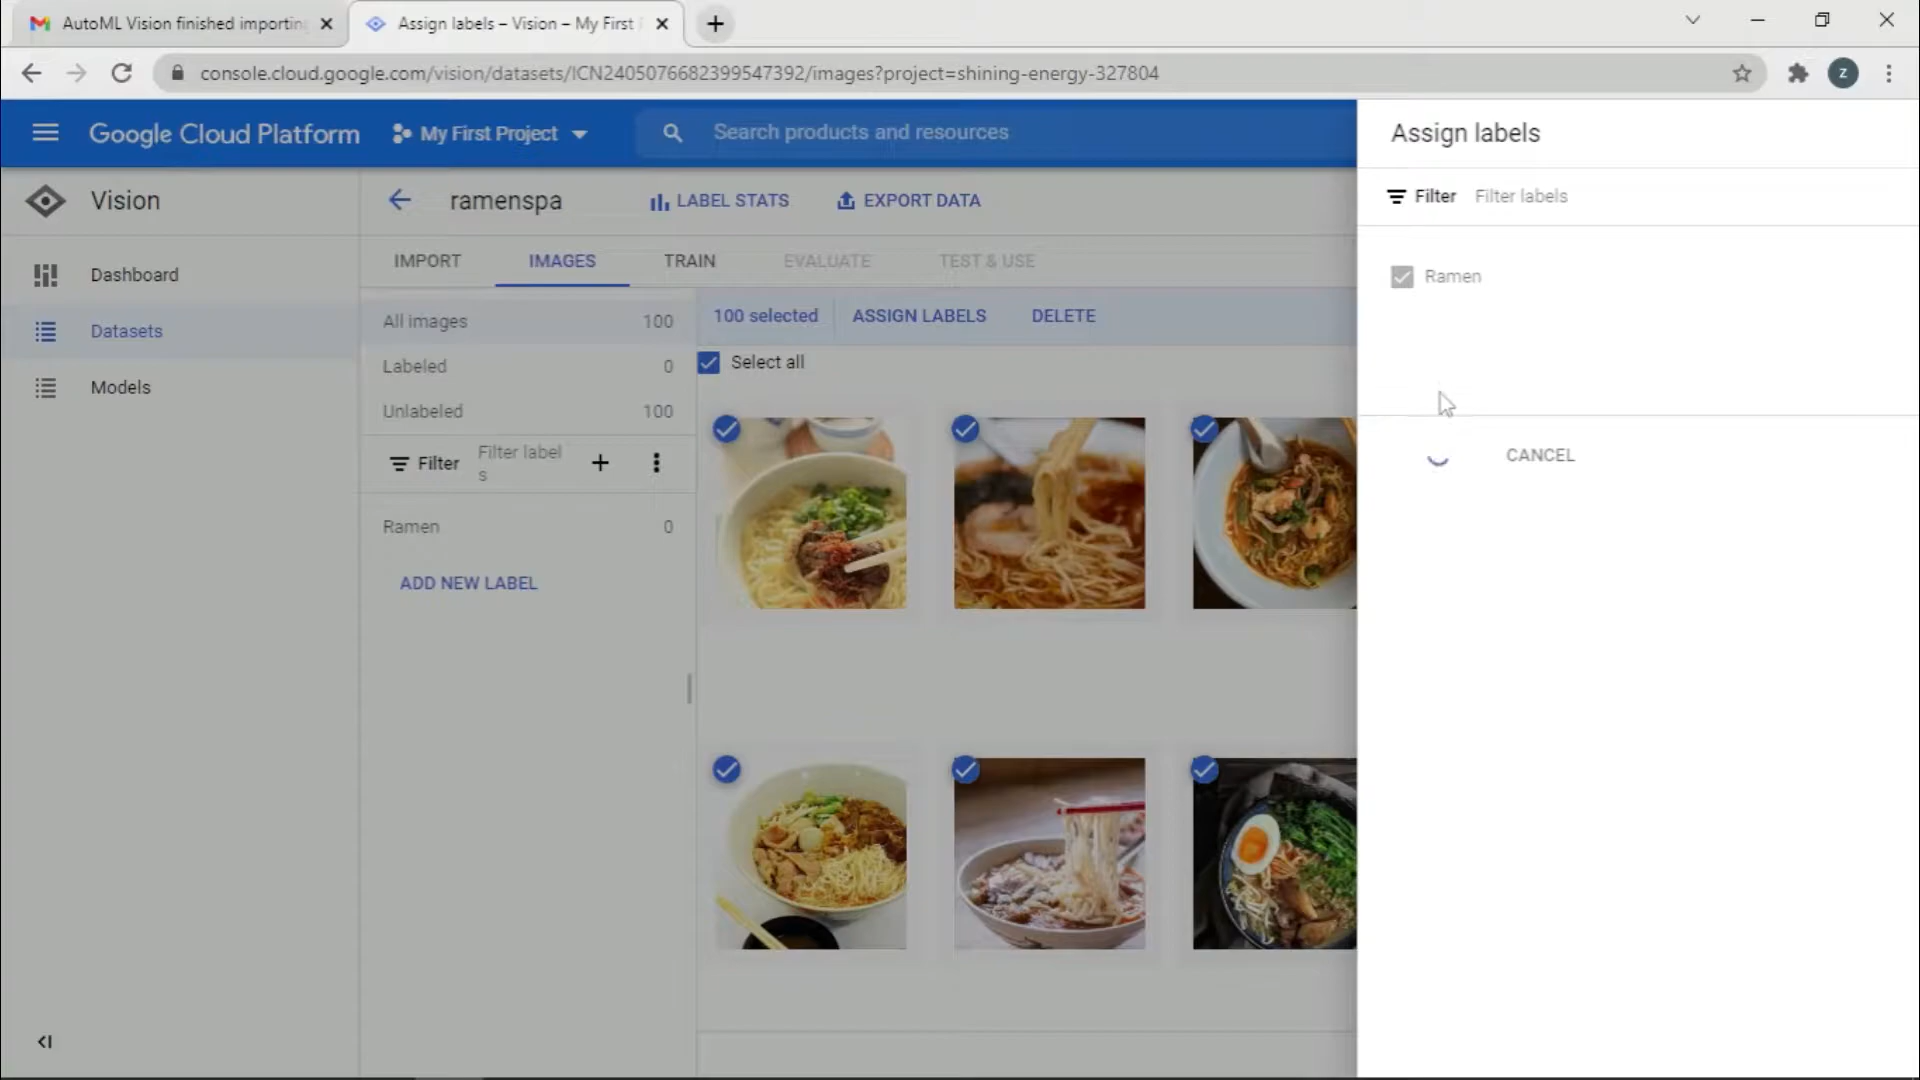 AutoML Vision finished importin
Assign labels – Vision – My First
console.cloud.google.com/vision/datasets/ICN2405076682399547392/images?project=shining-energy-327804
Z
Google Cloud Platform
My First Project
Search products and resources
Assign labels
Vision
ramenspa
LABEL STATS
EXPORT DATA
Filter
Filter labels
Dashboard
Datasets
Models
IMPORT
IMAGES
TRAIN
EVALUATE
TEST & USE
Ramen
All images 100
Labeled 0
Unlabeled 100
100 selected
ASSIGN LABELS
DELETE
Select all
Filter
Filter label
s
CANCEL
Ramen 0
ADD NEW LABEL